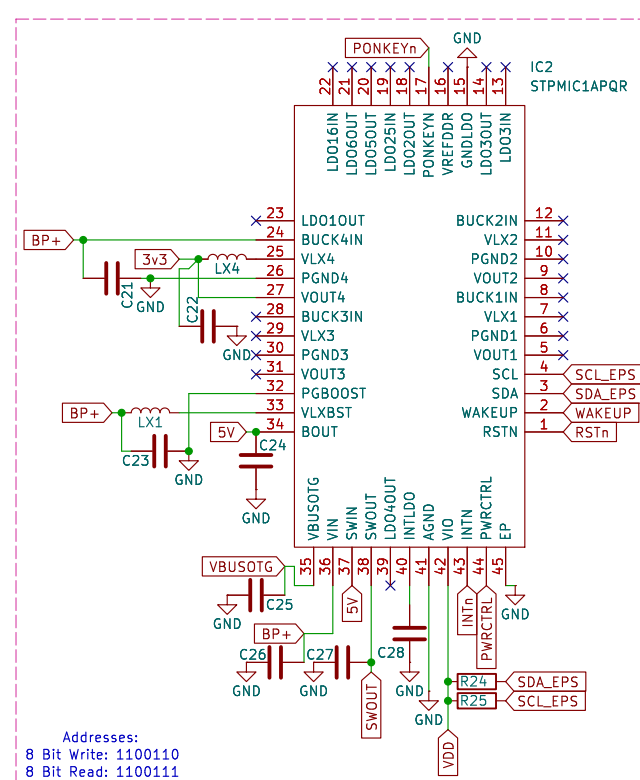 PONKEYn
GND
IC2
STPMIC1APQR
22
21
20
19
18
17
16
15
14
13
LDO16IN
LDO6OUT
LDO5OUT
LDO25IN
LDO2OUT
PONKEYN
VREFDDR
GNDLDO
LDO3OUT
LDO3IN
23 LDO1OUT BUCK2IN 12
BP+ 24 BUCK4IN VLX2 11
3v3 LX4 25 VLX4 PGND2 10
C21 GND 26 PGND4 VOUT2 9
C22 27 VOUT4 BUCK1IN 8
28 BUCK3IN VLX1 7
GND 29 VLX3 PGND1 6
30 PGND3 VOUT1 5
31 VOUT3 SCL 4 SCL_EPS
32 PGBOOST SDA 3 SDA_EPS
BP+ LX1 33 VLXBST WAKEUP 2 WAKEUP
5V 34 BOUT RSTN 1 RSTn
C23 GND C24
GND
VBUSOTG
VIN
SWIN
SWOUT
LDO4OUT
INTLDO
AGND
VIO
INTN
PWRCTRL
EP
35
36
37
38
39
40
41
42
43
44
45
VBUSOTG
C25
GND
5V
INTn
PWRCTRL
GND
BP+
C26
GND
C27
GND
C28
GND
SWOUT
GND
R24 SDA_EPS
R25 SCL_EPS
VDD
Addresses:
8 Bit Write: 1100110
8 Bit Read: 1100111